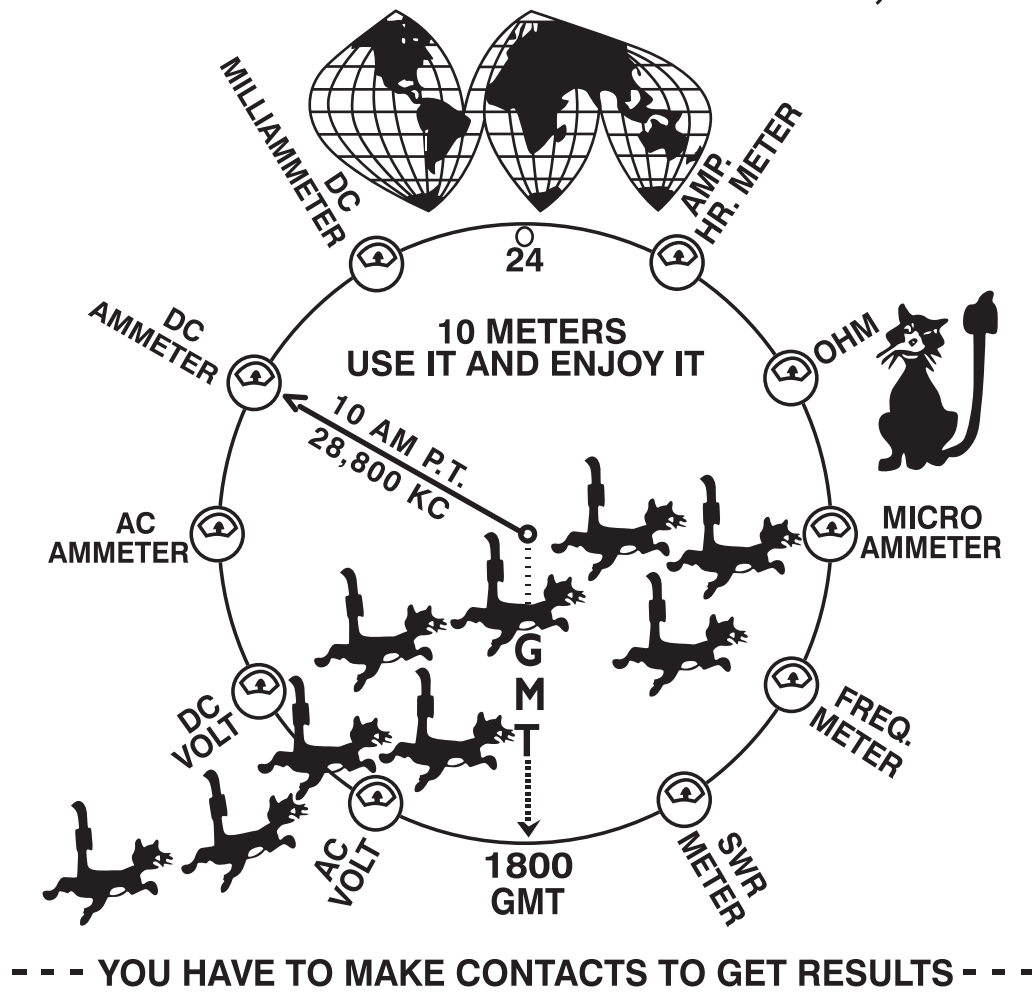 DC
MILLIAMMETER
AMP.
HR. METER
24
10 METERS
USE IT AND ENJOY IT
DC
AMMETER
OHM
10 AM P.T.
28,800 KC
AC
AMMETER
MICRO
AMMETER
GMT
DC
VOLT
FREQ.
METER
AC
VOLT
1800
GMT
SWR
METER
- - - YOU HAVE TO MAKE CONTACTS TO GET RESULTS - - -